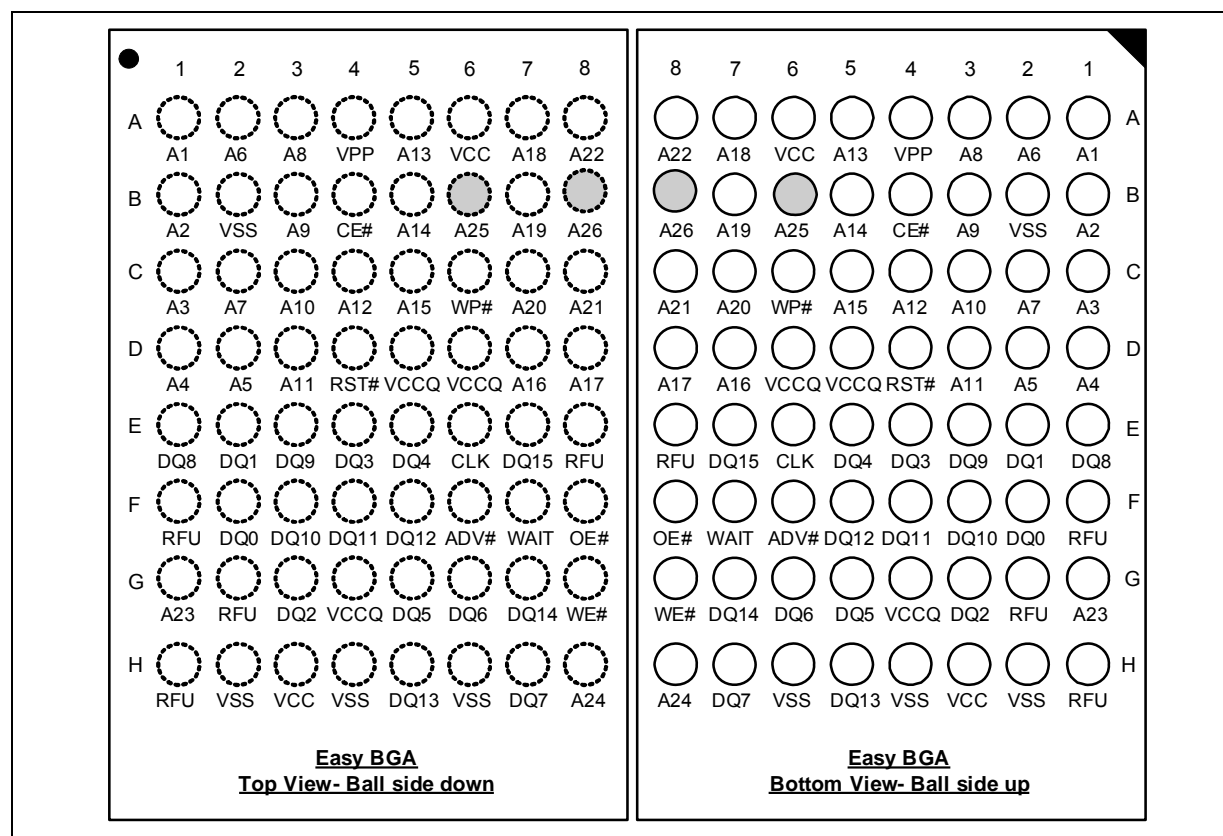 1 2 3 4 5 6 7 8
A
A1 A6 A8 VPP A13 VCC A18 A22
B
A2 VSS A9 CE# A14 A25 A19 A26
C
A3 A7 A10 A12 A15 WP# A20 A21
D
A4 A5 A11 RST# VCCQ VCCQ A16 A17
E
DQ8 DQ1 DQ9 DQ3 DQ4 CLK DQ15 RFU
F
RFU DQ0 DQ10 DQ11 DQ12 ADV# WAIT OE#
G
A23 RFU DQ2 VCCQ DQ5 DQ6 DQ14 WE#
H
RFU VSS VCC VSS DQ13 VSS DQ7 A24
Easy BGA
Top View- Ball side down
8 7 6 5 4 3 2 1
A
A22 A18 VCC A13 VPP A8 A6 A1
B
A26 A19 A25 A14 CE# A9 VSS A2
C
A21 A20 WP# A15 A12 A10 A7 A3
D
A17 A16 VCCQ VCCQ RST# A11 A5 A4
E
RFU DQ15 CLK DQ4 DQ3 DQ9 DQ1 DQ8
F
OE# WAIT ADV# DQ12 DQ11 DQ10 DQ0 RFU
G
WE# DQ14 DQ6 DQ5 VCCQ DQ2 RFU A23
H
A24 DQ7 VSS DQ13 VSS VCC VSS RFU
Easy BGA
Bottom View- Ball side up